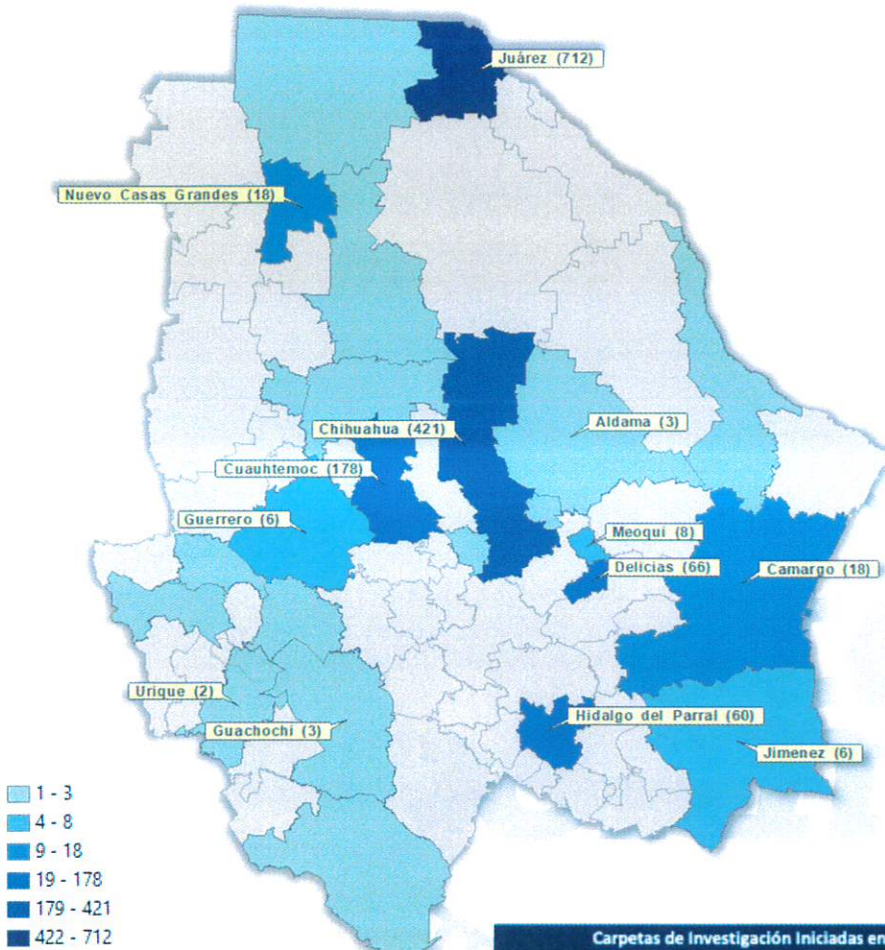 Juárez (712)
Nuevo Casas Grandes (18)
Chihuahua (421)
Aldama (3)
Cuauhtemoc (178)
Guerrero (6)
Meoqui (8)
Delicias (66)
Camargo (18)
Urique (2)
Guachochi (3)
Hidalgo del Parral (60)
Jimenez (6)
1 - 3
4 - 8
9 - 18
19 - 178
179 - 421
422 - 712
Carpetas de Investigación Iniciadas en